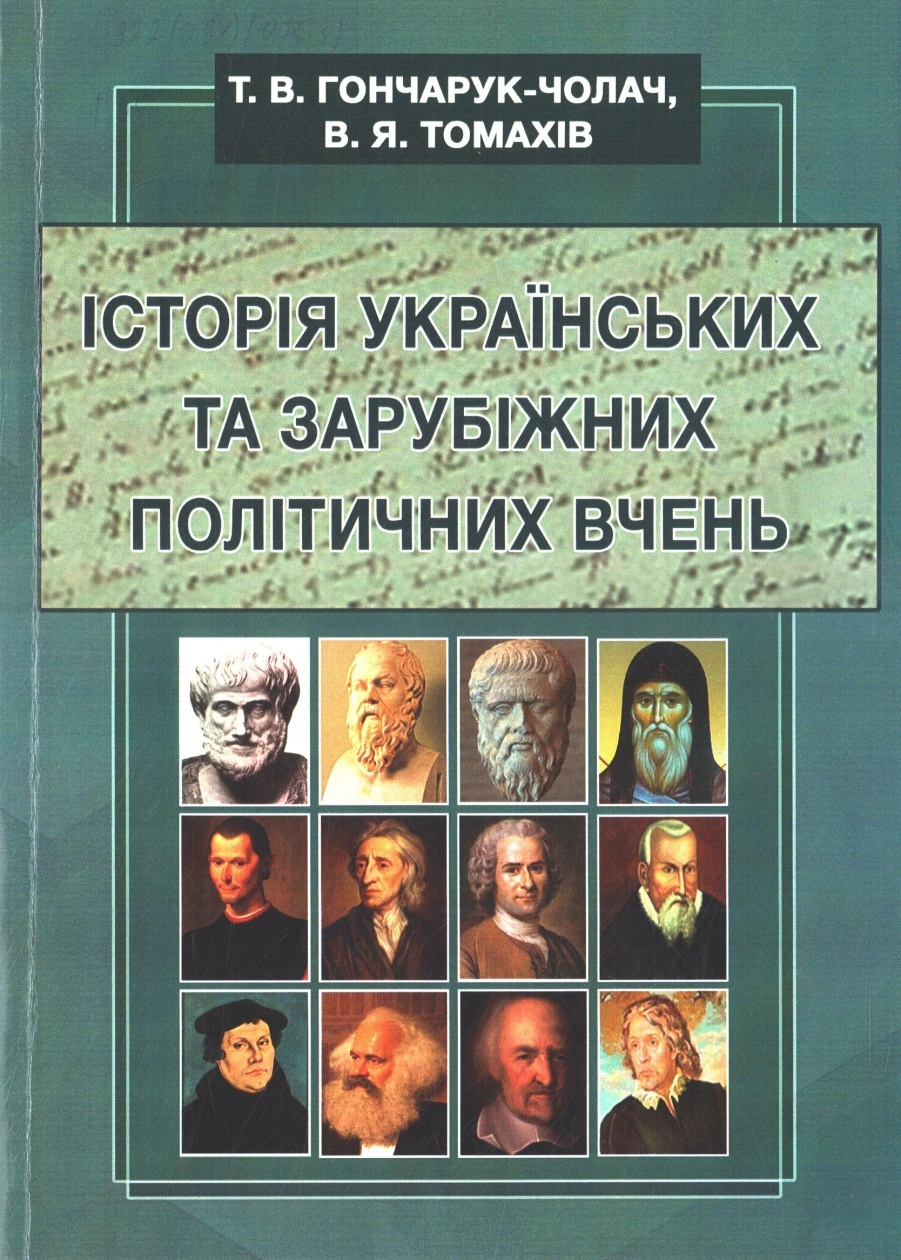 Т. В. ГОНЧАРУК-ЧОЛАЧ,
В. Я. ТОМАХІВ
ІСТОРІЯ УКРАЇНСЬКИХ
ТА ЗАРУБІЖНИХ
ПОЛІТИЧНИХ ВЧЕНЬ